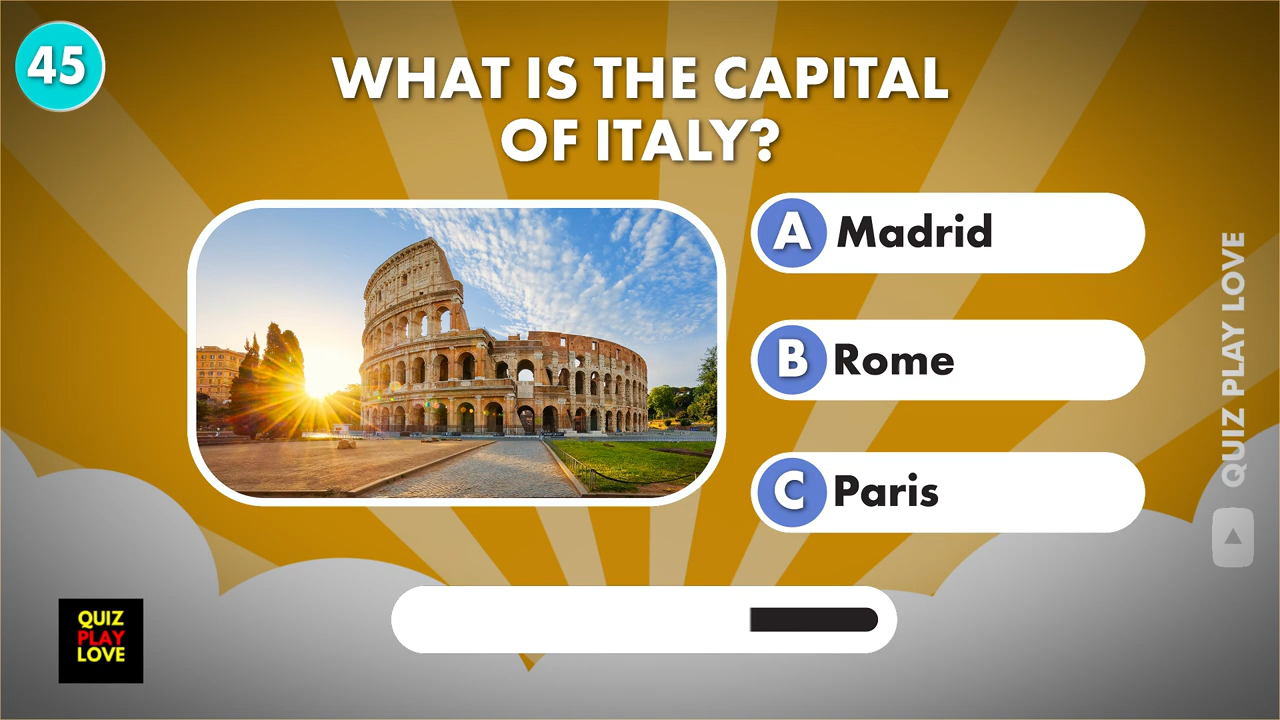 45
WHAT IS THE CAPITAL
OF ITALY?
A Madrid
B Rome
C Paris
QUIZ PLAY LOVE
QUIZ
PLAY
LOVE